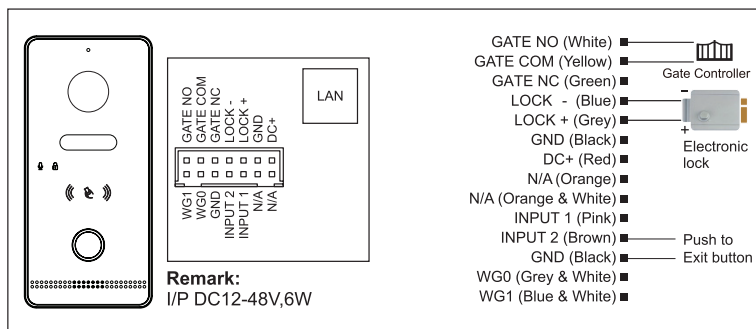 GATE NO
GATE COM
GATE NC
LOCK -
LOCK +
GND
DC+
LAN
WG1
WG0
GND
INPUT 2
INPUT 1
N/A
N/A
Remark:
I/P DC12-48V,6W
GATE NO (White)
GATE COM (Yellow)
GATE NC (Green)
LOCK - (Blue)
LOCK + (Grey)
GND (Black)
DC+ (Red)
N/A (Orange)
N/A (Orange & White)
INPUT 1 (Pink)
INPUT 2 (Brown)
GND (Black)
WG0 (Grey & White)
WG1 (Blue & White)
Gate Controller
-
+
Electronic
lock
Push to
Exit button